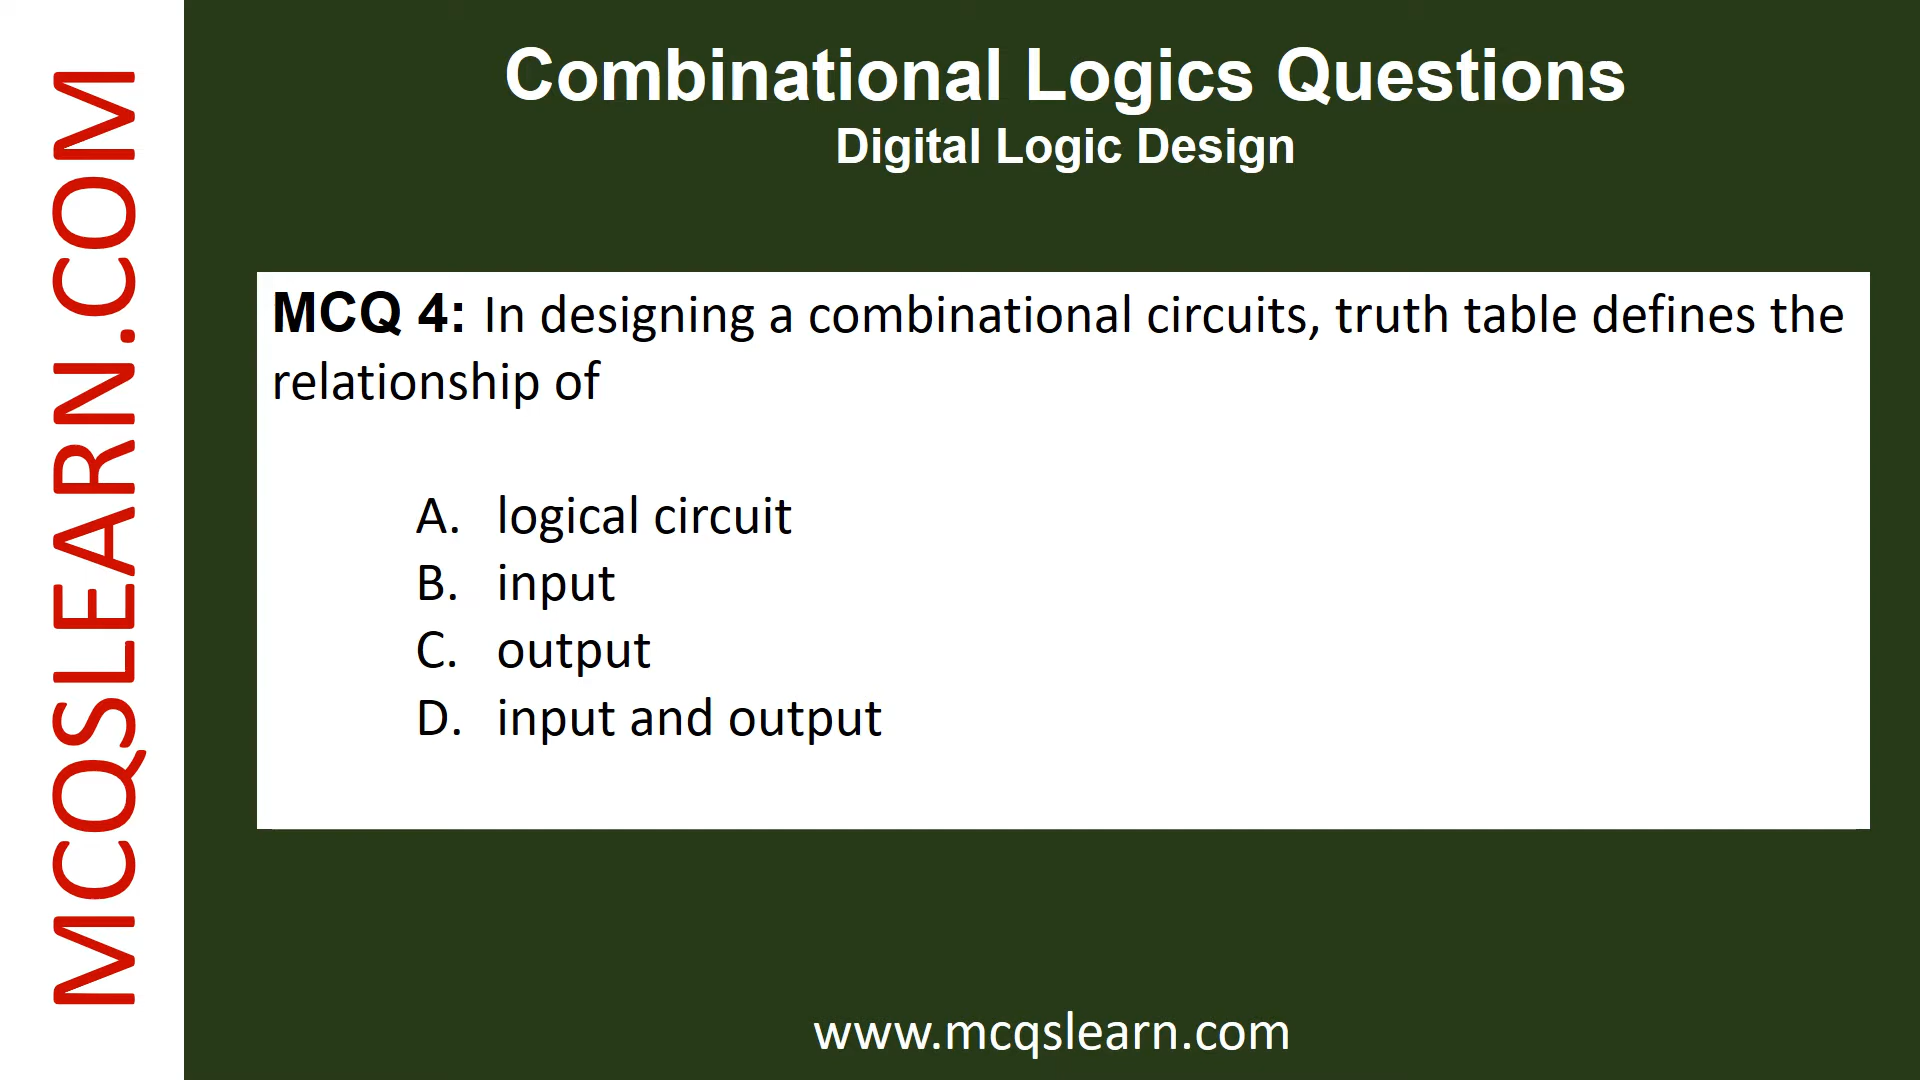 MCQSLEARN.COM
Combinational Logics Questions
Digital Logic Design
MCQ 4: In designing a combinational circuits, truth table defines the
relationship of
A. logical circuit
B. input
C. output
D. input and output
www.mcqslearn.com